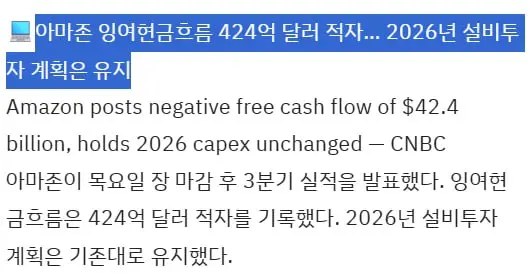 💻아마존 잉여현금흐름 424억 달러 적자... 2026년 설비투
자 계획은 유지
Amazon posts negative free cash flow of $42.4
billion, holds 2026 capex unchanged — CNBC
아마존이 목요일 장 마감 후 3분기 실적을 발표했다. 잉여현
금흐름은 424억 달러 적자를 기록했다. 2026년 설비투자
계획은 기존대로 유지했다.